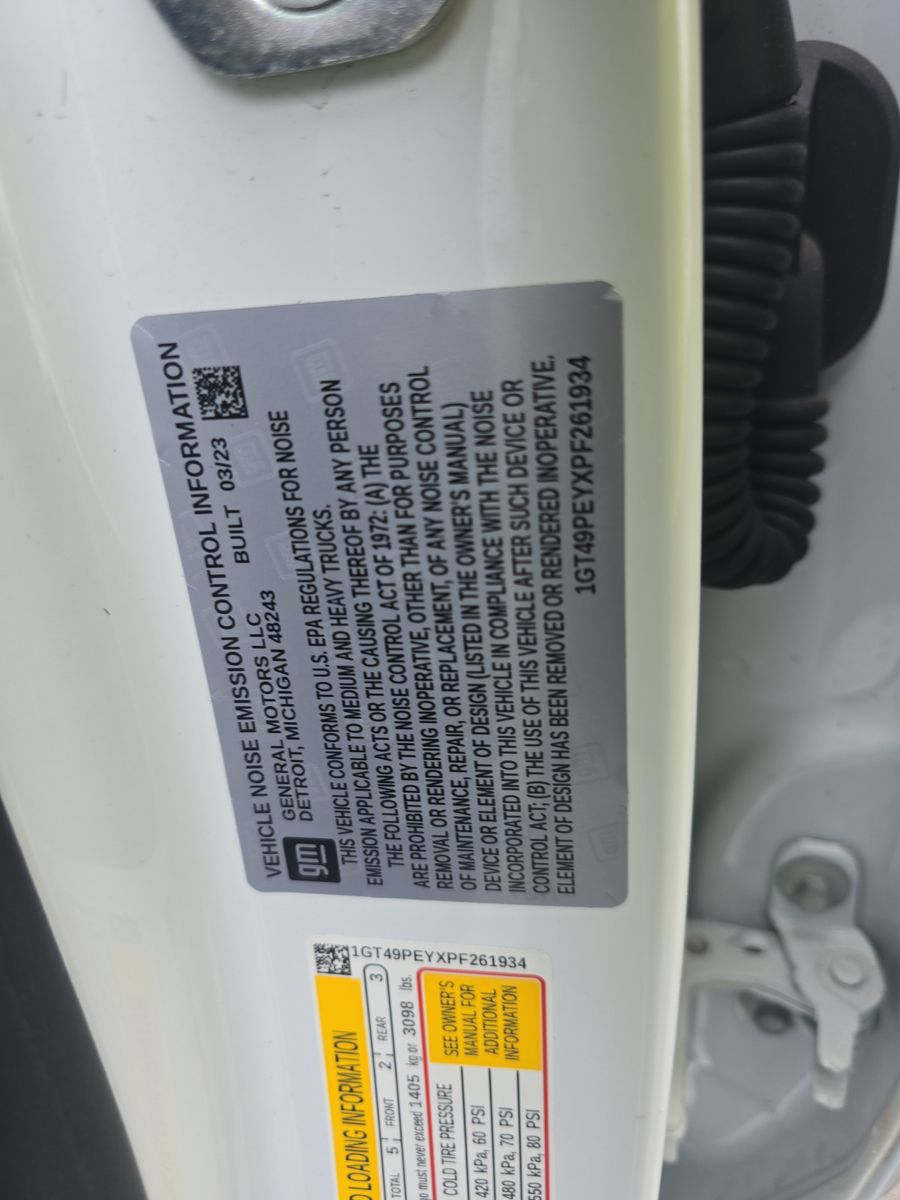 VEHICLE NOISE EMISSION CONTROL INFORMATION
gm
GENERAL MOTORS LLC BUILT 03/23
DETROIT, MICHIGAN 48243
THIS VEHICLE CONFORMS TO U.S. EPA REGULATIONS FOR NOISE
EMISSION APPLICABLE TO MEDIUM AND HEAVY TRUCKS.
THE FOLLOWING ACTS OR THE CAUSING THEREOF BY ANY PERSON
ARE PROHIBITED BY THE NOISE CONTROL ACT OF 1972: (A) THE
REMOVAL OR RENDERING INOPERATIVE, OTHER THAN FOR PURPOSES
OF MAINTENANCE, REPAIR, OR REPLACEMENT, OF ANY NOISE CONTROL
DEVICE OR ELEMENT OF DESIGN (LISTED IN THE OWNER'S MANUAL)
INCORPORATED INTO THIS VEHICLE IN COMPLIANCE WITH THE NOISE
CONTROL ACT; (B) THE USE OF THIS VEHICLE AFTER SUCH DEVICE OR
ELEMENT OF DESIGN HAS BEEN REMOVED OR RENDERED INOPERATIVE.
1GT49PEYXPF261934
1GT49PEYXPF261934
LOADING INFORMATION
TOTAL 5 FRONT 2 REAR 3
must never exceed 1405 kg or 3098 lbs.
COLD TIRE PRESSURE
420 kPa, 60 PSI
480 kPa, 70 PSI
550 kPa, 80 PSI
SEE OWNER'S
MANUAL FOR
ADDITIONAL
INFORMATION